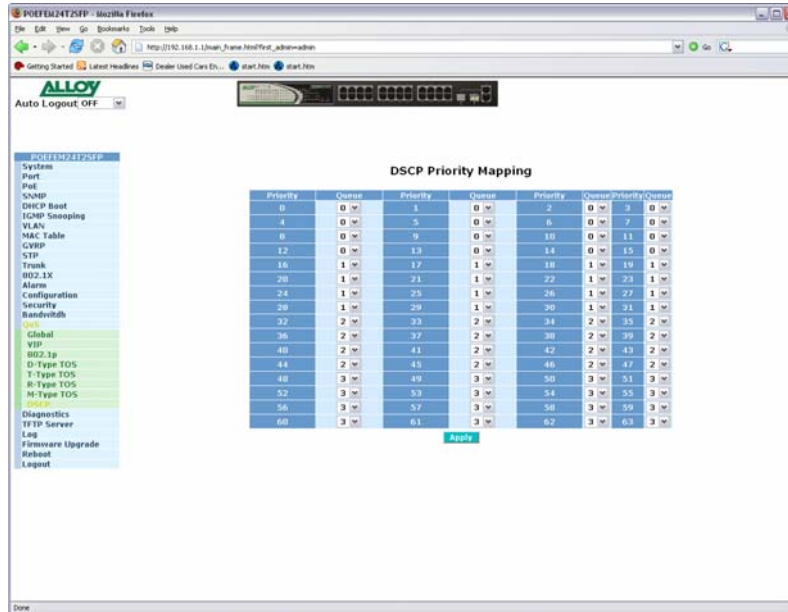 POEFEM24T2SFP - Mozilla Firefox
File Edit View Go Bookmarks Tools Help
http://192.168.1.1/main_frame.html?first_admin=admin Go
Getting Started Latest Headlines Dealer Used Cars En... start.htm start.htm
ALLOY
Auto Logout OFF
POEFEM24T2SFP
System
Port
PoE
SNMP
DHCP Boot
IGMP Snooping
VLAN
MAC Table
GVRP
STP
Trunk
802.1X
Alarm
Configuration
Security
Bandwitdh
QoS
Global
VIP
802.1p
D-Type TOS
T-Type TOS
R-Type TOS
M-Type TOS
DSCP
Diagnostics
TFTP Server
Log
Firmware Upgrade
Reboot
Logout
DSCP Priority Mapping
Priority Queue Priority Queue Priority Queue Priority Queue
0 0 1 0 2 0 3 0
4 0 5 0 6 0 7 0
8 0 9 0 10 0 11 0
12 0 13 0 14 0 15 0
16 1 17 1 18 1 19 1
20 1 21 1 22 1 23 1
24 1 25 1 26 1 27 1
28 1 29 1 30 1 31 1
32 2 33 2 34 2 35 2
36 2 37 2 38 2 39 2
40 2 41 2 42 2 43 2
44 2 45 2 46 2 47 2
48 3 49 3 50 3 51 3
52 3 53 3 54 3 55 3
56 3 57 3 58 3 59 3
60 3 61 3 62 3 63 3
Apply
Done